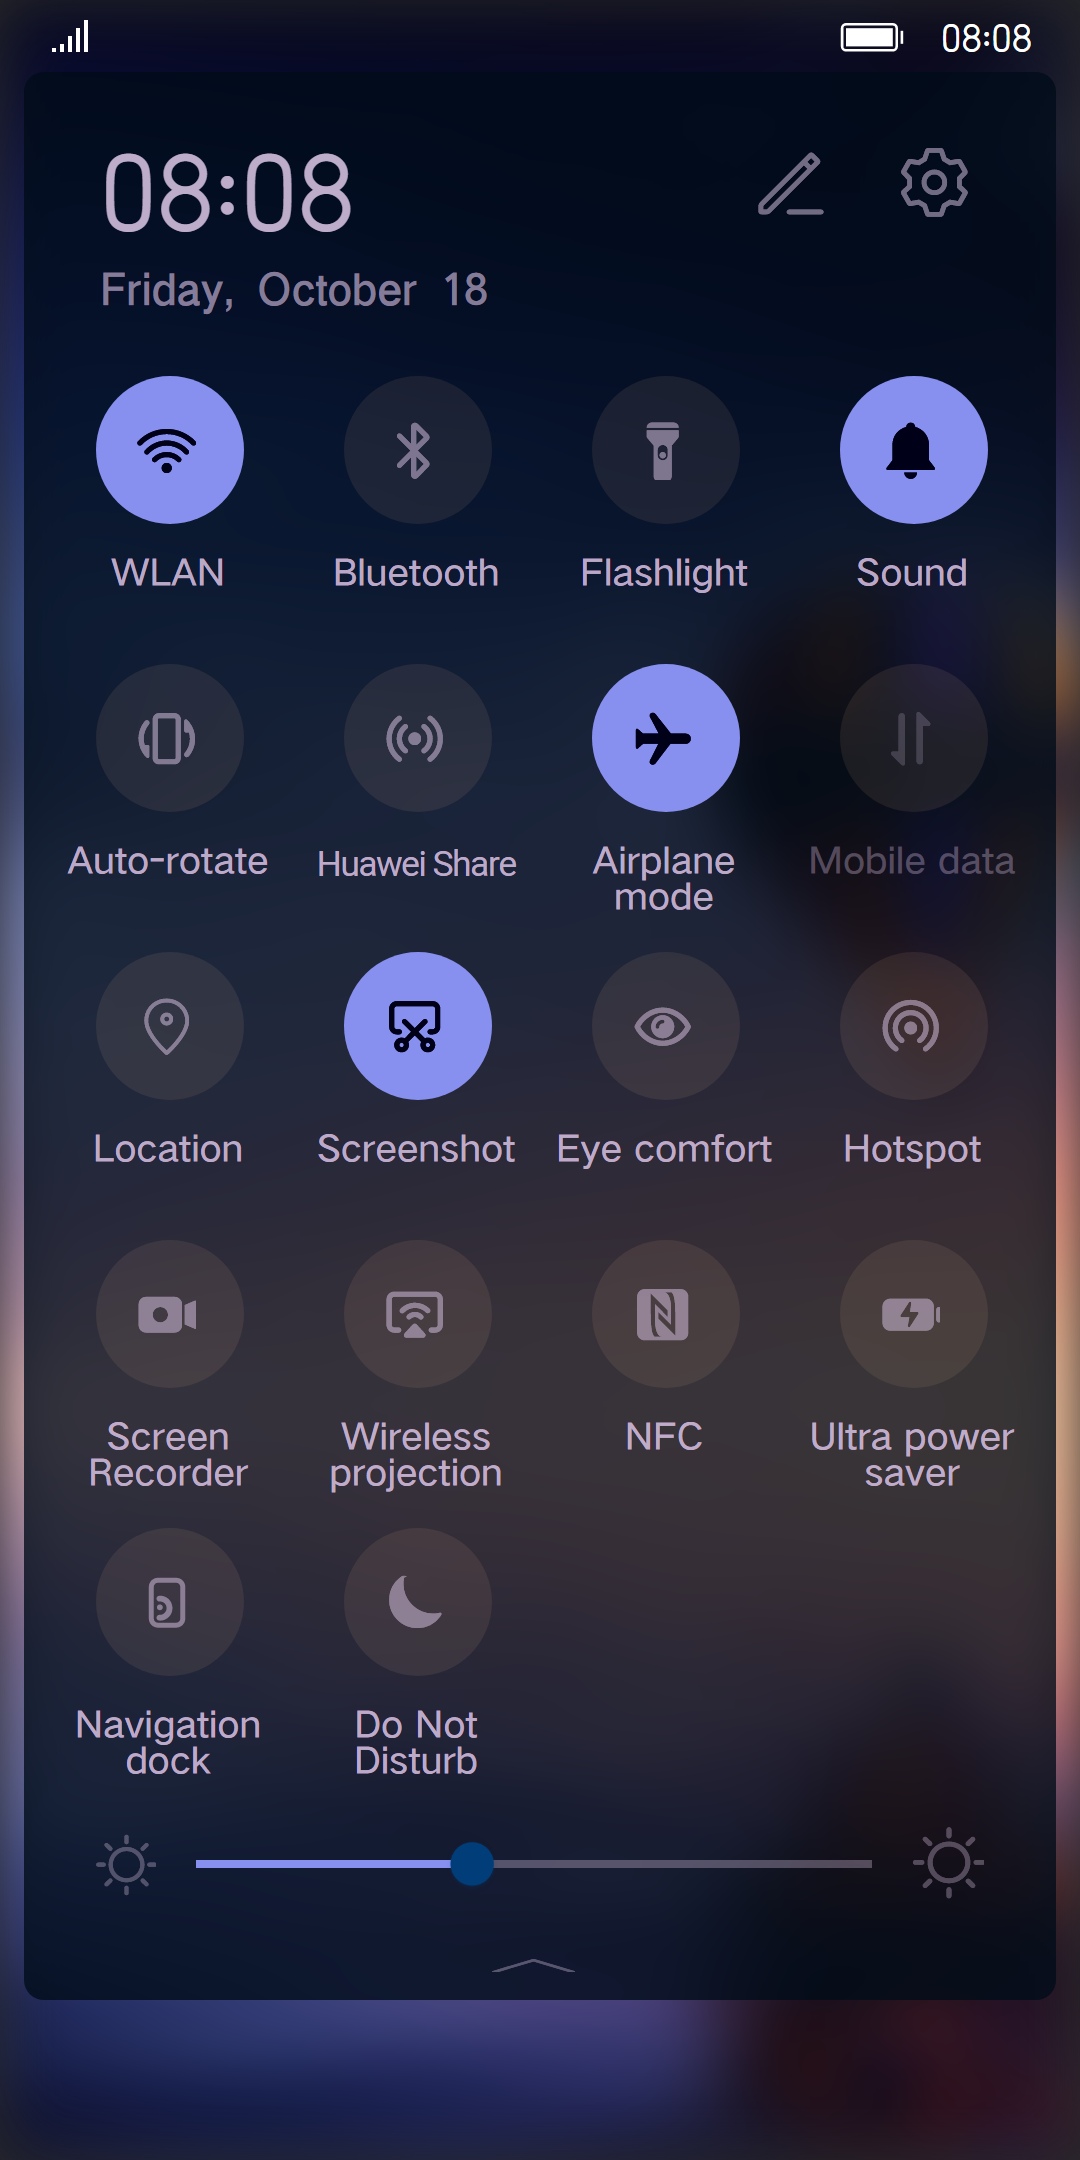 08:08
08:08
Friday, October 18
WLAN
Bluetooth
Flashlight
Sound
Auto-rotate
Huawei Share
Airplane
mode
Mobile data
Location
Screenshot
Eye comfort
Hotspot
Screen
Recorder
Wireless
projection
NFC
Ultra power
saver
Navigation
dock
Do Not
Disturb